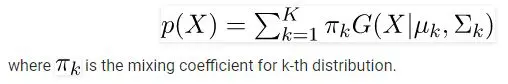 p(X) = ∑_{k=1}^{K} π_k G(X|μ_k, Σ_k)
where π_k is the mixing coefficient for k-th distribution.